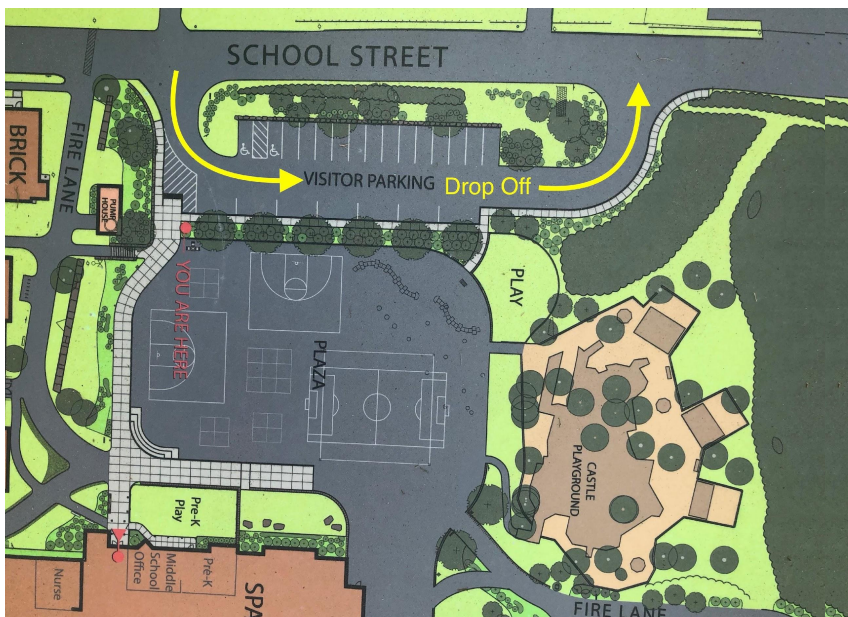 SCHOOL STREET
BRICK
FIRE LANE
PUMP
HOUSE
VISITOR PARKING
Drop Off
YOU ARE HERE
PLAY
PLAZA
CASTLE
PLAYGROUND
Pre-K
Play
Pre-K
Middle
School
Office
Nurse
SPA
FIRE LANE